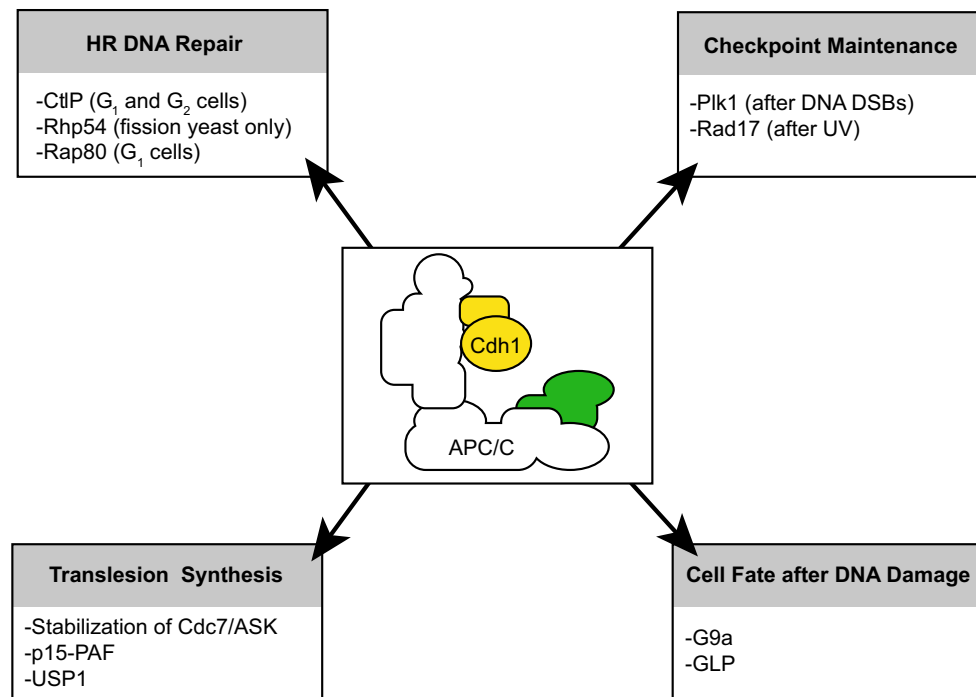 HR DNA Repair
-CtIP (G1 and G2 cells)
-Rhp54 (fission yeast only)
-Rap80 (G1 cells)
Checkpoint Maintenance
-Plk1 (after DNA DSBs)
-Rad17 (after UV)
Cdh1
APC/C
Translesion Synthesis
-Stabilization of Cdc7/ASK
-p15-PAF
-USP1
Cell Fate after DNA Damage
-G9a
-GLP